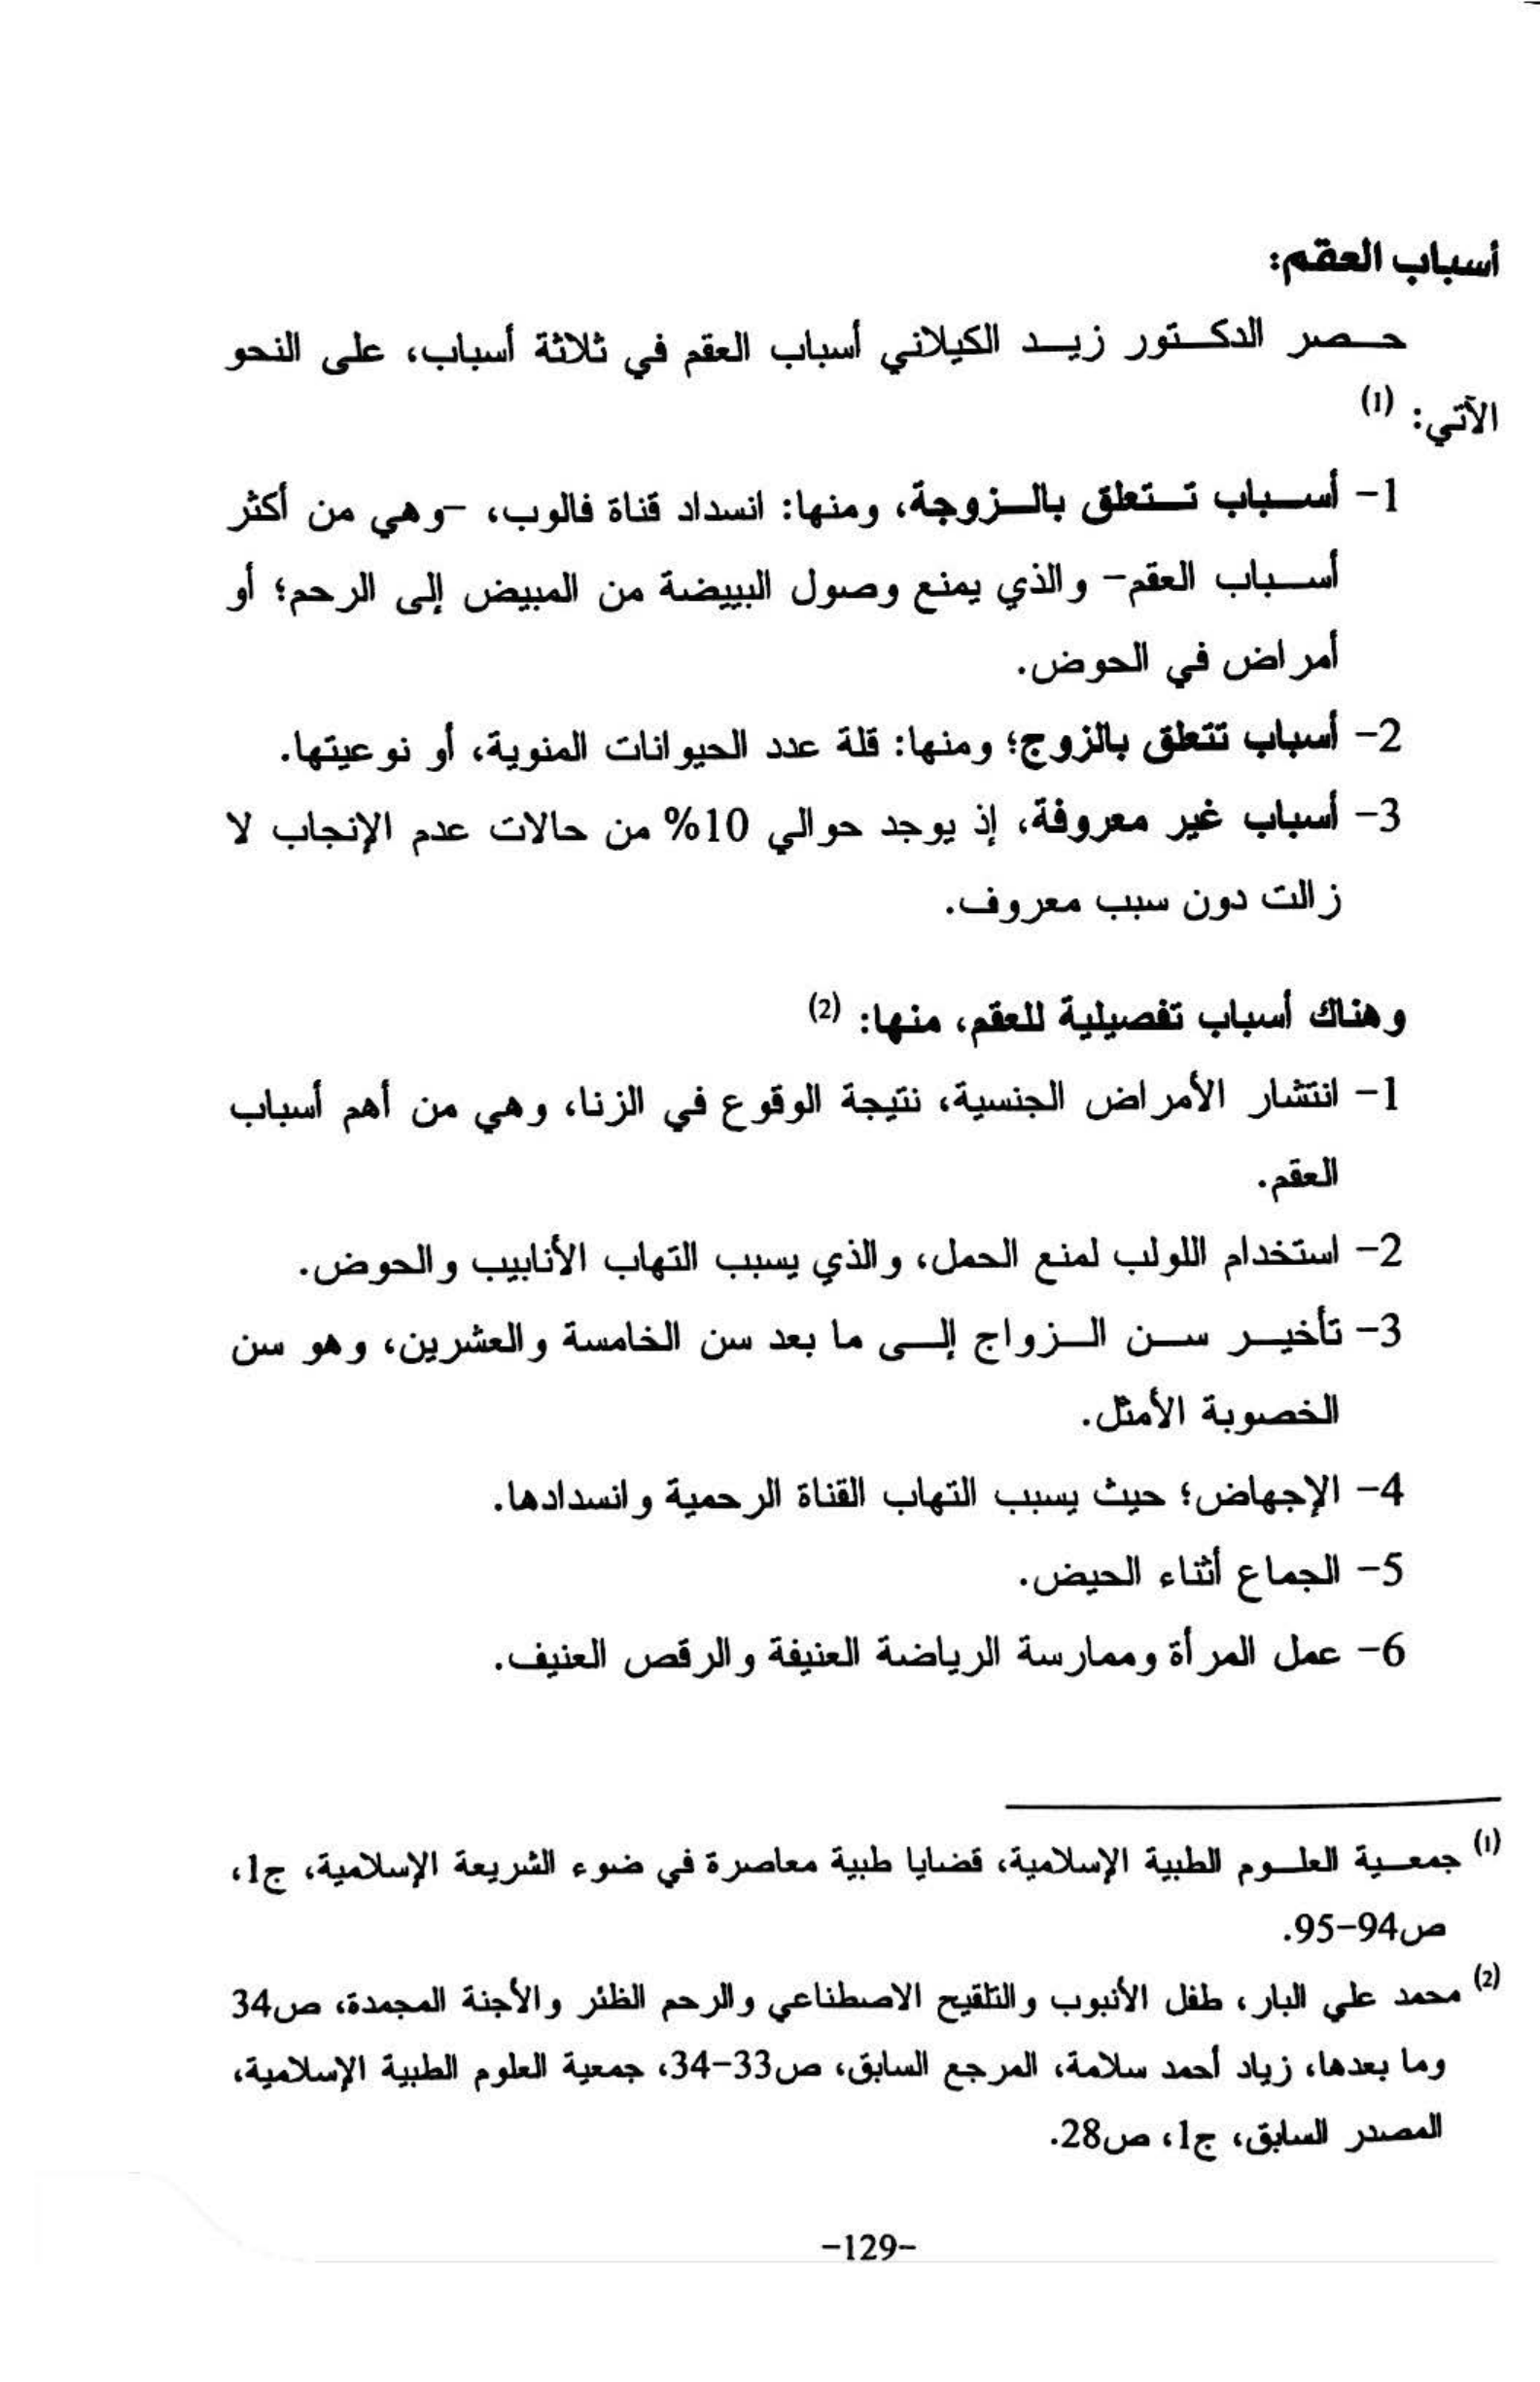 أسباب العقم:
حصر الدكتور زيد الكيلاني أسباب العقم في ثلاثة أسباب، على النحو
الآتي: (1)
1- أسباب تتعلق بالزوجة، ومنها: انسداد قناة فالوب، -وهي من أكثر
أسباب العقم- والذي يمنع وصول البييضة من المبيض إلى الرحم؛ أو
أمراض في الحوض.
2- أسباب تتعلق بالزوج؛ ومنها: قلة عدد الحيوانات المنوية، أو نوعيتها.
3- أسباب غير معروفة، إذ يوجد حوالي 10% من حالات عدم الإنجاب لا
زالت دون سبب معروف.
وهناك أسباب تفصيلية للعقم، منها: (2)
1- انتشار الأمراض الجنسية، نتيجة الوقوع في الزنا، وهي من أهم أسباب
العقم.
2- استخدام اللولب لمنع الحمل، والذي يسبب التهاب الأنابيب والحوض.
3- تأخير سن الزواج إلى ما بعد سن الخامسة والعشرين، وهو سن
الخصوبة الأمثل.
4- الإجهاض؛ حيث يسبب التهاب القناة الرحمية وانسدادها.
5- الجماع أثناء الحيض.
6- عمل المرأة وممارسة الرياضة العنيفة والرقص العنيف.
(1) جمعية العلوم الطبية الإسلامية، قضايا طبية معاصرة في ضوء الشريعة الإسلامية، ج1،
ص94-95.
(2) محمد علي البار، طفل الأنبوب والتلقيح الاصطناعي والرحم الظئر والأجنة المجمدة، ص34
وما بعدها، زياد أحمد سلامة، المرجع السابق، ص33-34، جمعية العلوم الطبية الإسلامية،
المصدر السابق، ج1، ص28.
-129-